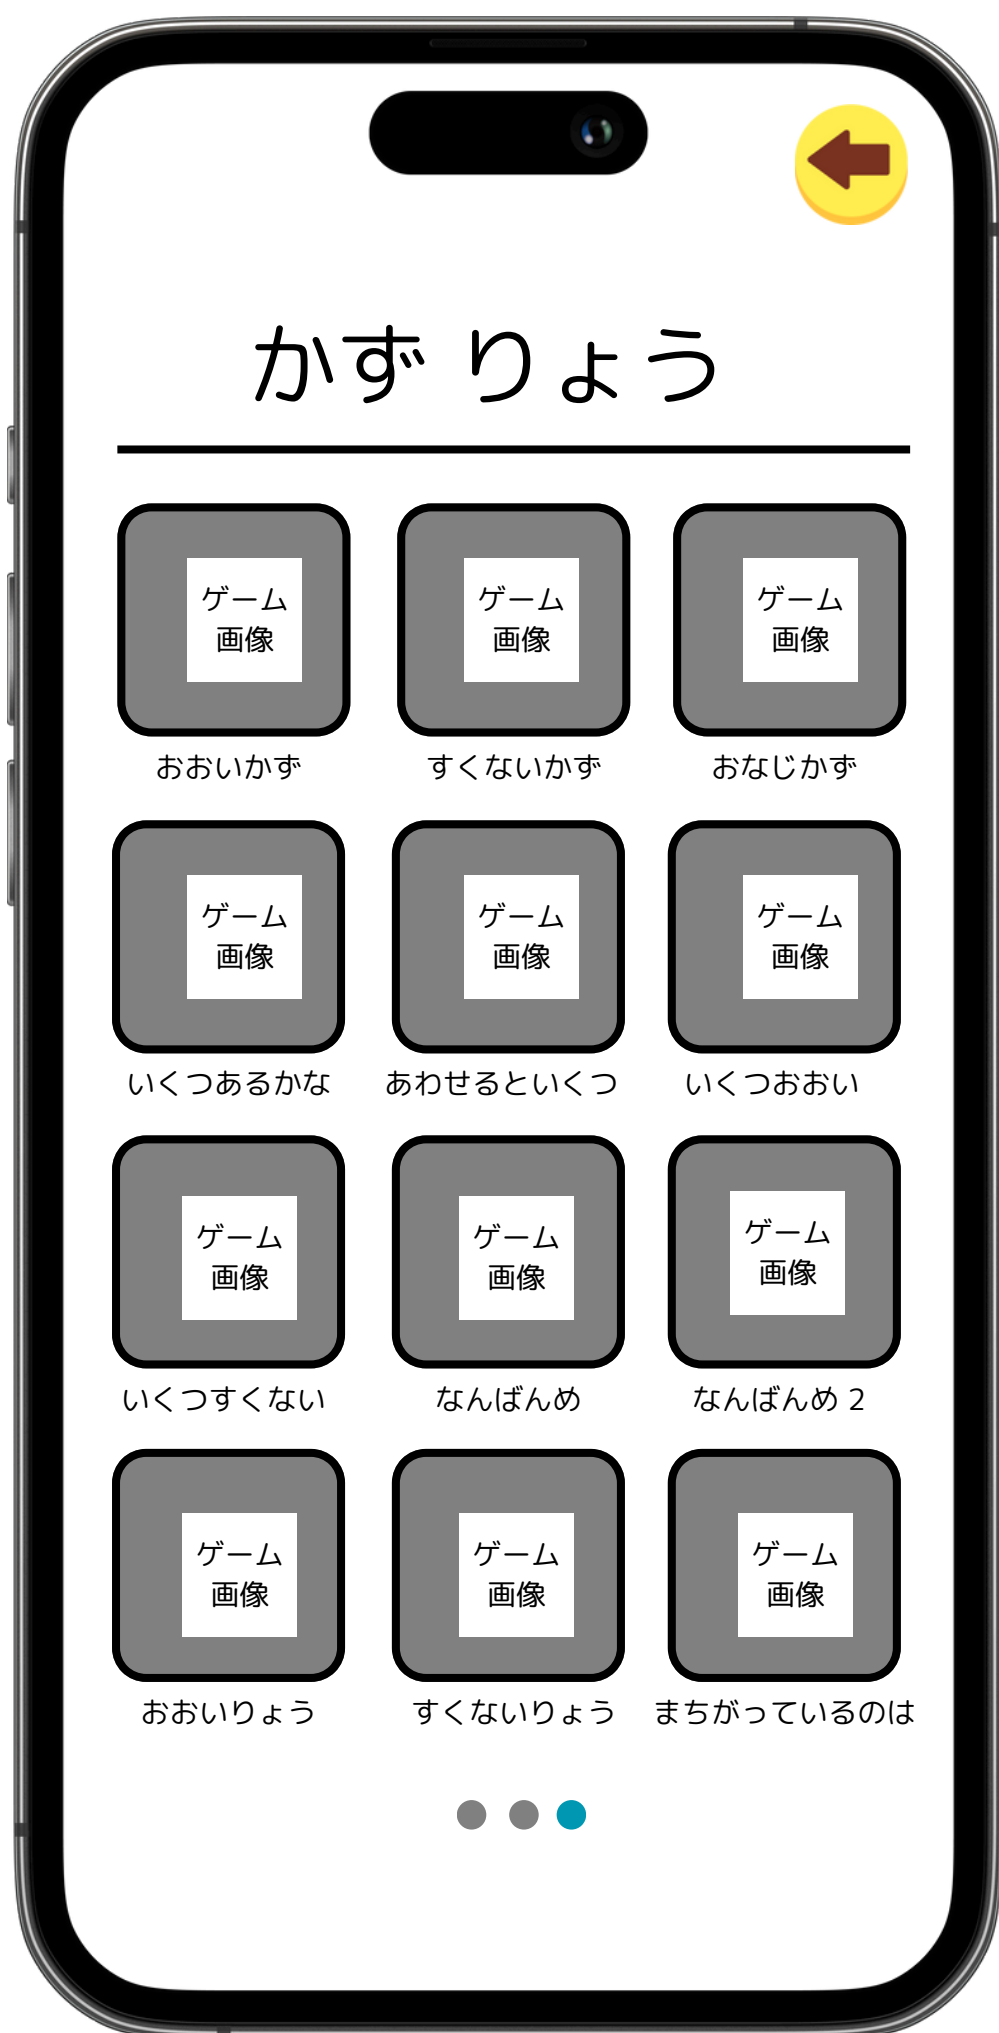 かず りょう
ゲーム
画像
ゲーム
画像
ゲーム
画像
おおいかず
すくないかず
おなじかず
ゲーム
画像
ゲーム
画像
ゲーム
画像
いくつあるかな
あわせるといくつ
いくつおおい
ゲーム
画像
ゲーム
画像
ゲーム
画像
いくつすくない
なんばんめ
なんばんめ 2
ゲーム
画像
ゲーム
画像
ゲーム
画像
おおいりょう
すくないりょう
まちがっているのは